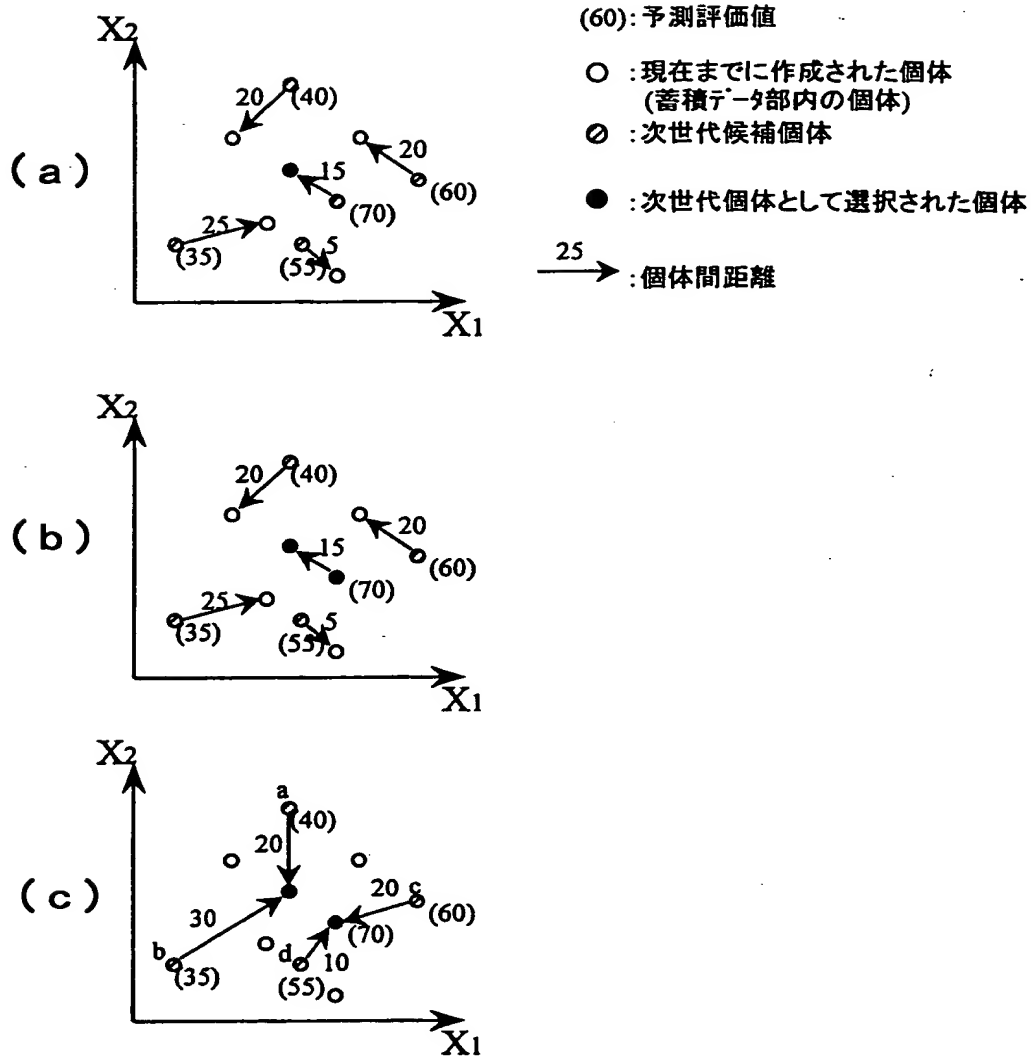 (60):予測評価値
:現在までに作成された個体
(蓄積データ部内の個体)
:次世代候補個体
:次世代個体として選択された個体
25
:個体間距離
(a)
X2
20
(40)
20
(60)
15
(70)
25
(35)
5
(55)
X1
(b)
X2
20
(40)
20
(60)
15
(70)
25
(35)
5
(55)
X1
(c)
X2
a
(40)
20
20 c
(60)
30
(70)
b
(35)
d
10
(55)
X1